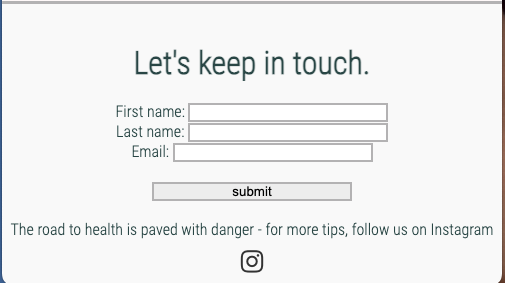 Let's keep in touch.
First name:
Last name:
Email:
submit
The road to health is paved with danger - for more tips, follow us on Instagram